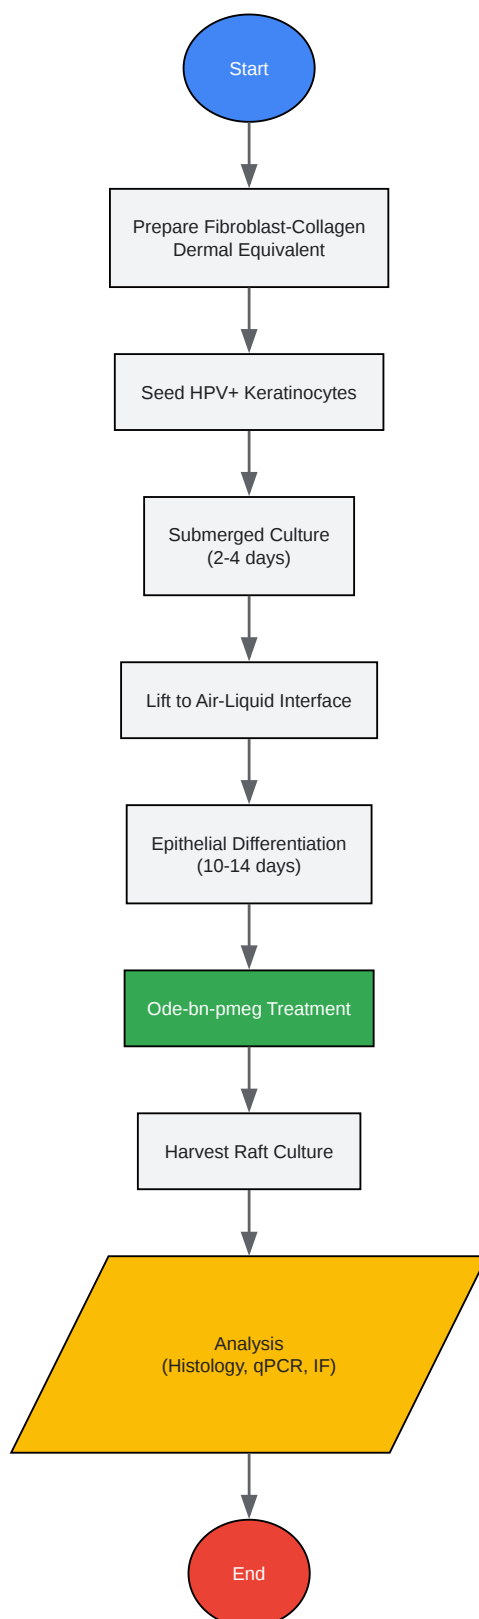 Start
Prepare Fibroblast-Collagen
Dermal Equivalent
Seed HPV+ Keratinocytes
Submerged Culture
(2-4 days)
Lift to Air-Liquid Interface
Epithelial Differentiation
(10-14 days)
Ode-bn-pmeg Treatment
Harvest Raft Culture
Analysis
(Histology, qPCR, IF)
End